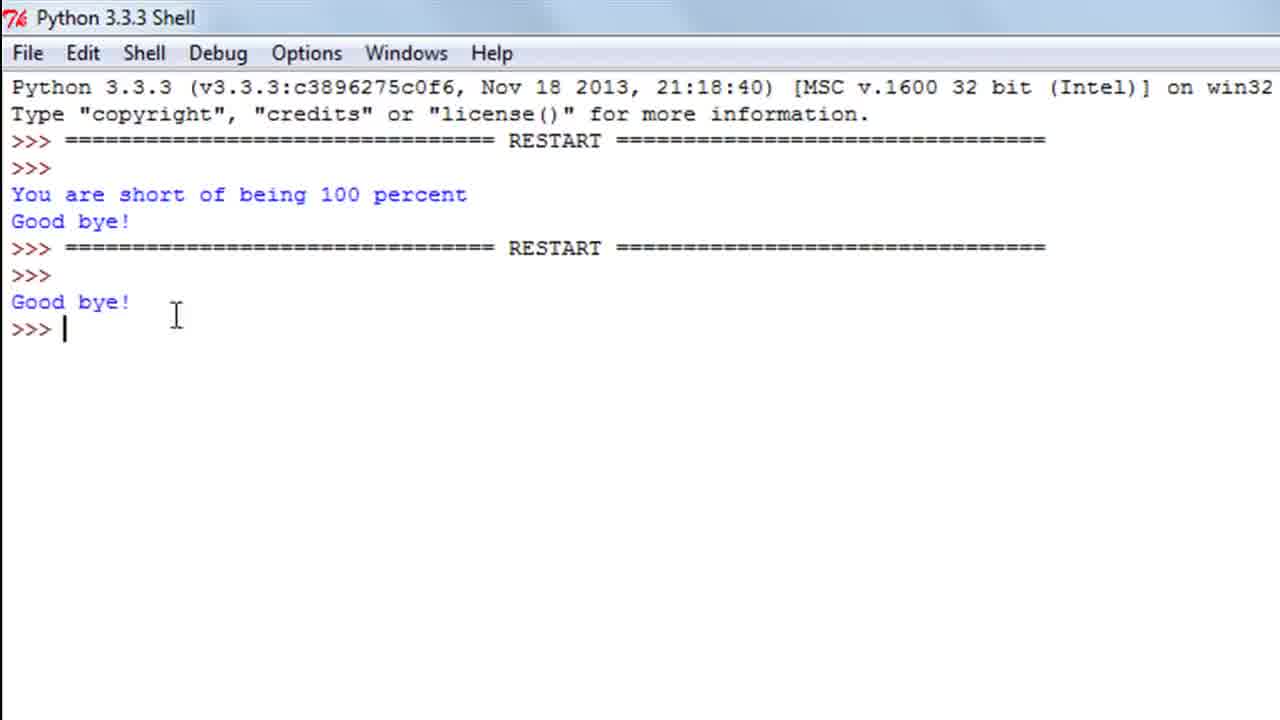 Python 3.3.3 Shell
File Edit Shell Debug Options Windows Help
Python 3.3.3 (v3.3.3:c3896275c0f6, Nov 18 2013, 21:18:40) [MSC v.1600 32 bit (Intel)] on win32
Type "copyright", "credits" or "license()" for more information.
>>> ================================ RESTART ================================
>>>
You are short of being 100 percent
Good bye!
>>> ================================ RESTART ================================
>>>
Good bye!
>>>